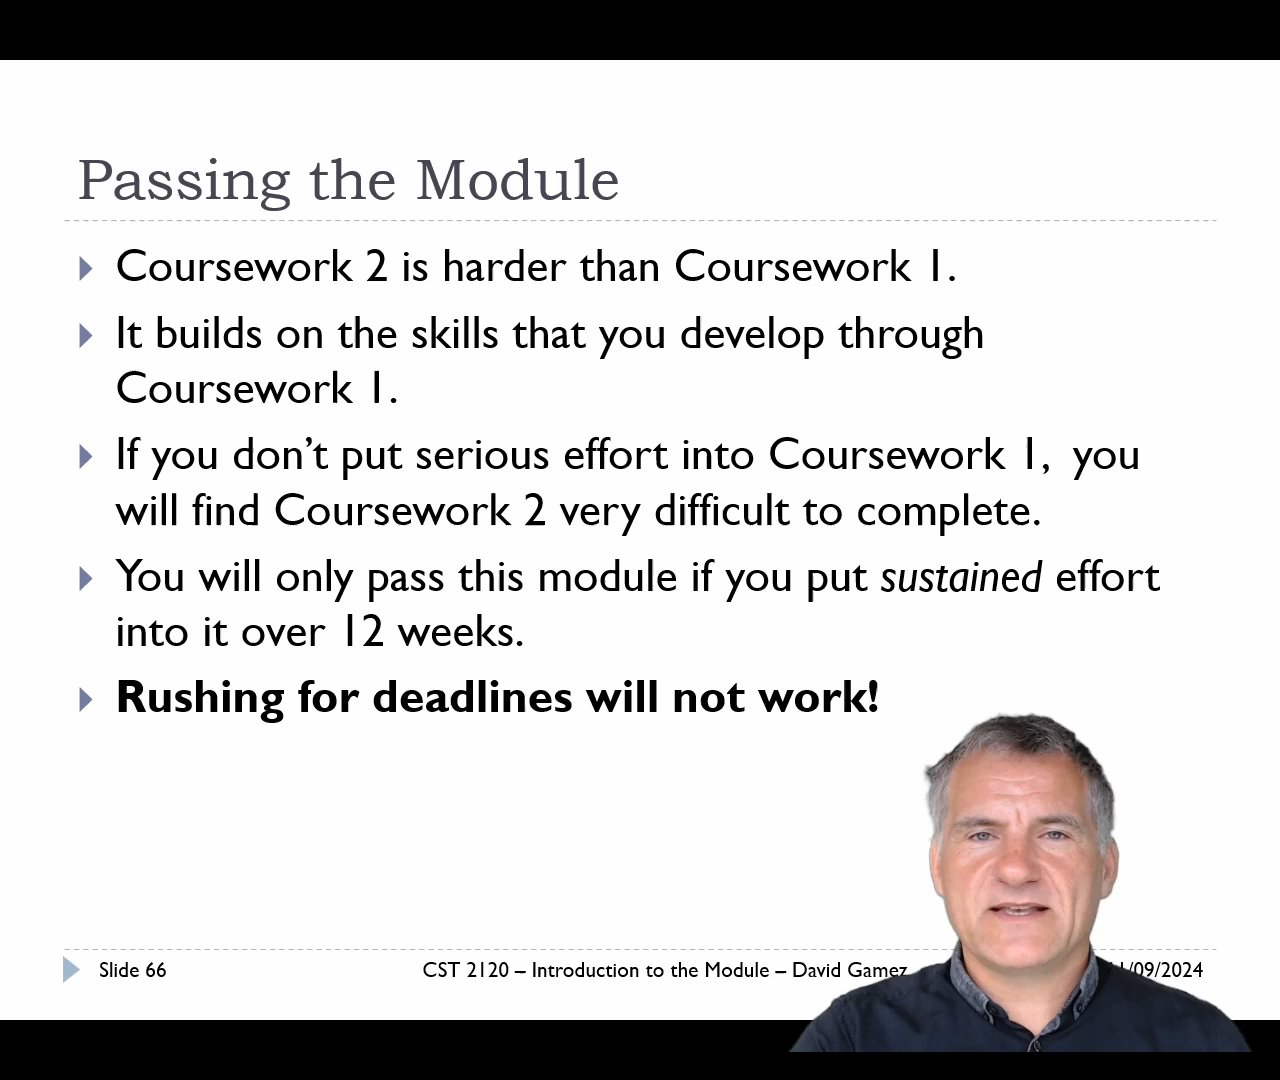 Passing the Module
Coursework 2 is harder than Coursework 1.
It builds on the skills that you develop through
Coursework 1.
If you don’t put serious effort into Coursework 1,  you
will find Coursework 2 very difficult to complete.
You will only pass this module if you put sustained effort
into it over 12 weeks.
Rushing for deadlines will not work!
Slide 66
CST 2120 – Introduction to the Module – David Gamez
/09/2024